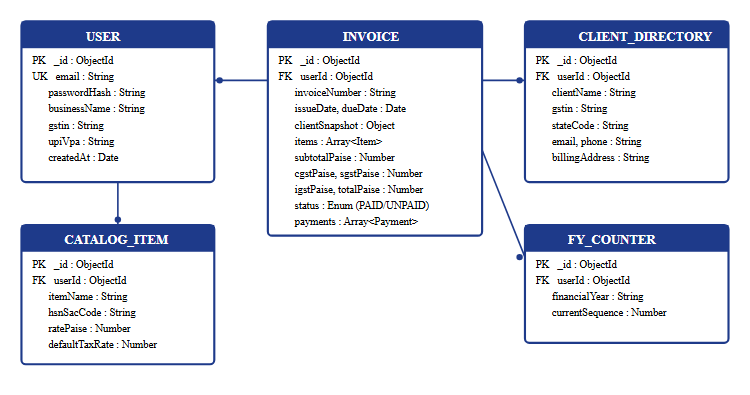 USER
PK _id : ObjectId
UK email : String
passwordHash : String
businessName : String
gstin : String
upiVpa : String
createdAt : Date
INVOICE
PK _id : ObjectId
FK userId : ObjectId
invoiceNumber : String
issueDate, dueDate : Date
clientSnapshot : Object
items : Array<Item>
subtotalPaise : Number
cgstPaise, sgstPaise : Number
igstPaise, totalPaise : Number
status : Enum (PAID/UNPAID)
payments : Array<Payment>
CLIENT_DIRECTORY
PK _id : ObjectId
FK userId : ObjectId
clientName : String
gstin : String
stateCode : String
email, phone : String
billingAddress : String
CATALOG_ITEM
PK _id : ObjectId
FK userId : ObjectId
itemName : String
hsnSacCode : String
ratePaise : Number
defaultTaxRate : Number
FY_COUNTER
PK _id : ObjectId
FK userId : ObjectId
financialYear : String
currentSequence : Number